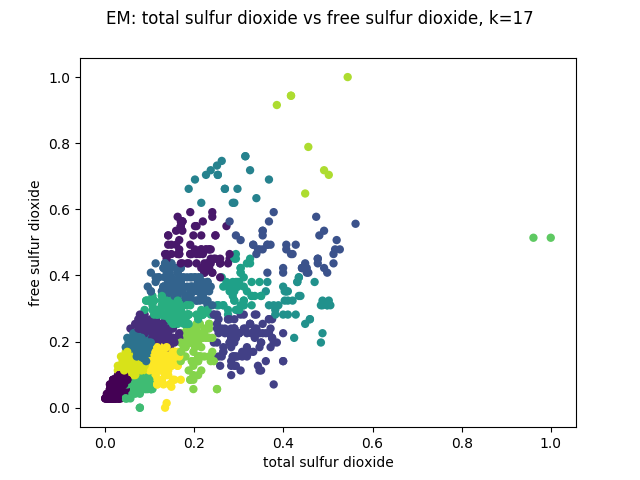 EM: total sulfur dioxide vs free sulfur dioxide, k=17
1.0
0.8
0.6
0.4
0.2
0.0
free sulfur dioxide
0.0 0.2 0.4 0.6 0.8 1.0
total sulfur dioxide